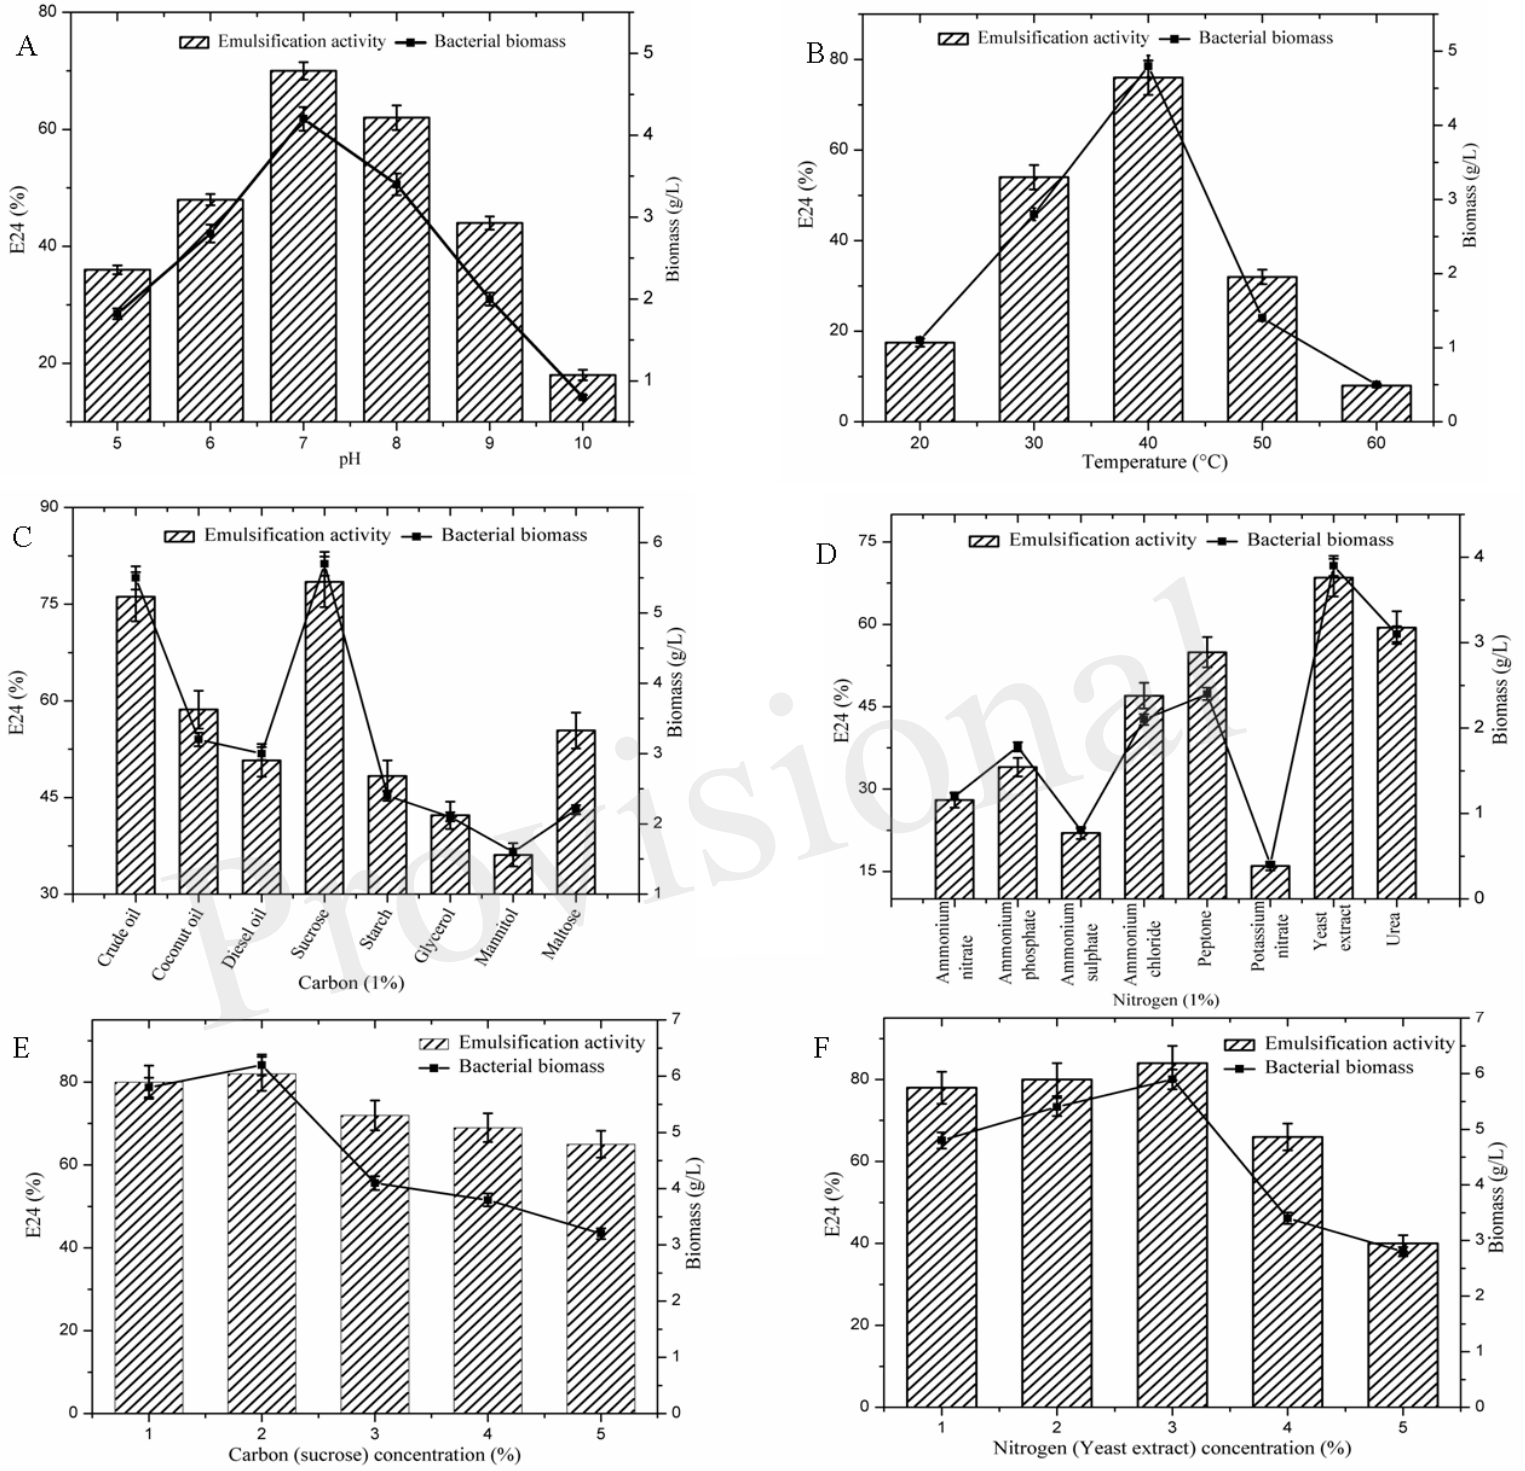 A
Emulsification activity
Bacterial biomass
80
60
40
20
E24 (%)
5
4
3
2
1
Biomass (g/L)
5 6 7 8 9 10
pH
B
Emulsification activity
Bacterial biomass
80
60
40
20
0
E24 (%)
5
4
3
2
1
0
Biomass (g/L)
20 30 40 50 60
Temperature (°C)
C
Emulsification activity
Bacterial biomass
90
75
60
45
30
E24 (%)
6
5
4
3
2
1
Biomass (g/L)
Crude oil
Coconut oil
Diesel oil
Sucrose
Starch
Glycerol
Mannitol
Maltose
Carbon (1%)
D
Emulsification activity
Bacterial biomass
75
60
45
30
15
E24 (%)
4
3
2
1
0
Biomass (g/L)
Ammonium
nitrate
Ammonium
phosphate
Ammonium
sulphate
Ammonium
chloride
Peptone
Potassium
nitrate
Yeast
extract
Urea
Nitrogen (1%)
Provisional
E
Emulsification activity
Bacterial biomass
80
60
40
20
0
E24 (%)
7
6
5
4
3
2
1
0
Biomass (g/L)
1 2 3 4 5
Carbon (sucrose) concentration (%)
F
Emulsification activity
Bacterial biomass
80
60
40
20
0
E24 (%)
7
6
5
4
3
2
1
0
Biomass (g/L)
1 2 3 4 5
Nitrogen (Yeast extract) concentration (%)